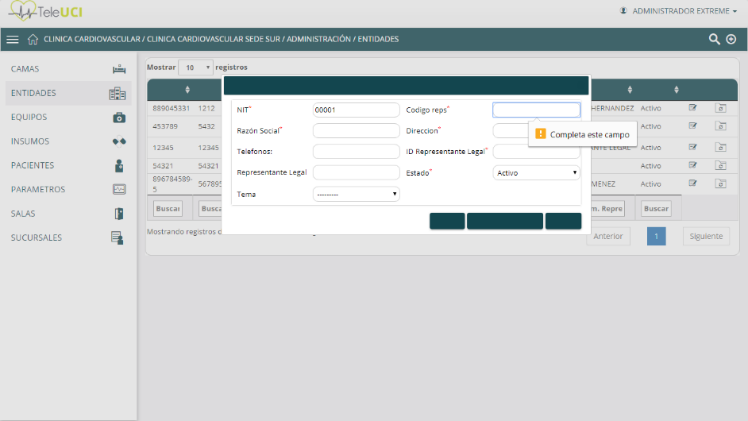 TeleUCI
ADMINISTRADOR EXTREME
CLINICA CARDIOVASCULAR / CLINICA CARDIOVASCULAR SEDE SUR / ADMINISTRACIÓN / ENTIDADES
CAMAS
ENTIDADES
EQUIPOS
INSUMOS
PACIENTES
PARAMETROS
SALAS
SUCURSALES
Mostrar 10 registros
NIT* 00001 Codigo reps*
Razón Social* Direccion*
Completa este campo
Telefonos: ID Representante Legal*
Representante Legal Estado* Activo
Tema ---------
889045331 1212 HERNANDEZ Activo
453789 5432 Activo
12345 12345 ANTE LEGAL Activo
54321 54321 Activo
896784589-5 567895 MENEZ Activo
Buscar Busca m. Repre Buscar
Mostrando registros
Anterior 1 Siguiente